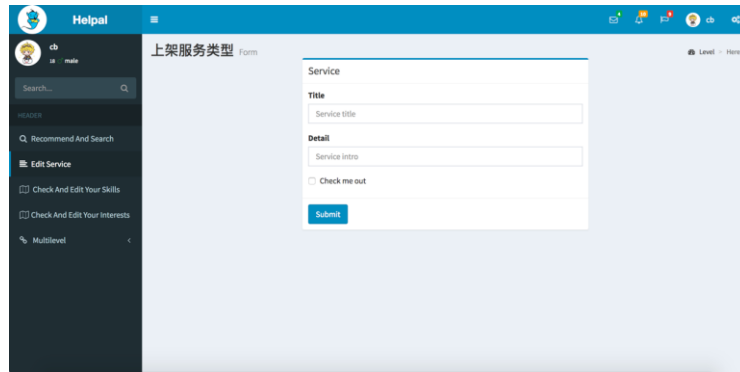 Helpal
cb
cb
18 male
上架服务类型 Form
Level > Here
Search...
HEADER
Recommend And Search
Edit Service
Check And Edit Your Skills
Check And Edit Your Interests
Multilevel
Service
Title
Service title
Detail
Service intro
Check me out
Submit